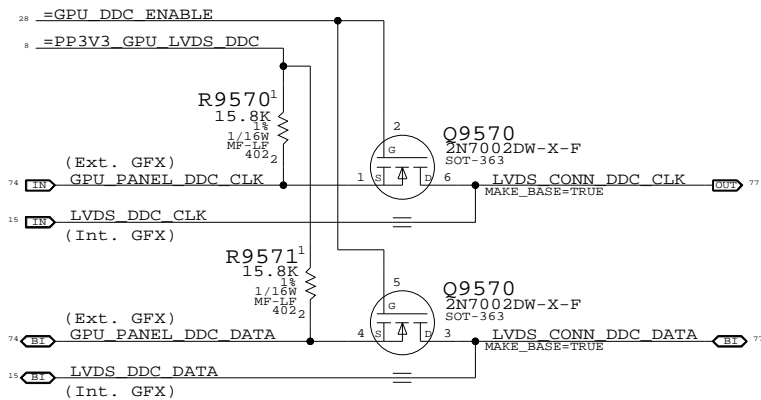 28 =GPU_DDC_ENABLE
8 =PP3V3_GPU_LVDS_DDC
R9570 1
15.8K
1%
1/16W
MF-LF
402 2
2
Q9570
2N7002DW-X-F
SOT-363
G
(Ext. GFX)
74 IN GPU_PANEL_DDC_CLK 1 S D 6 LVDS_CONN_DDC_CLK OUT 77
MAKE_BASE=TRUE
15 IN LVDS_DDC_CLK
(Int. GFX)
R9571 1
15.8K
1%
1/16W
MF-LF
402 2
5
Q9570
2N7002DW-X-F
SOT-363
G
(Ext. GFX)
74 BI GPU_PANEL_DDC_DATA 4 S D 3 LVDS_CONN_DDC_DATA BI 77
MAKE_BASE=TRUE
15 BI LVDS_DDC_DATA
(Int. GFX)